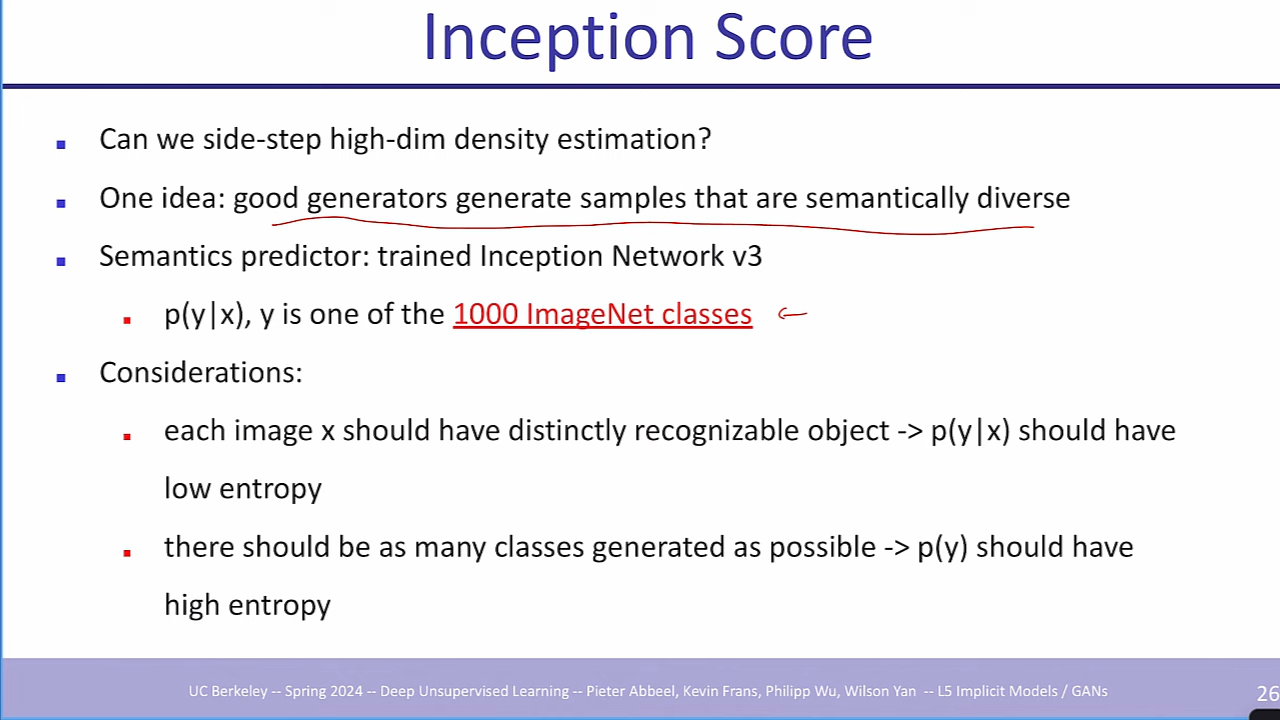 Inception Score
Can we side-step high-dim density estimation?
One idea: good generators generate samples that are semantically diverse
Semantics predictor: trained Inception Network v3
p(y|x), y is one of the 1000 ImageNet classes
Considerations:
each image x should have distinctly recognizable object -> p(y|x) should have
low entropy
there should be as many classes generated as possible -> p(y) should have
high entropy
UC Berkeley -- Spring 2024 -- Deep Unsupervised Learning -- Pieter Abbeel, Kevin Frans, Philipp Wu, Wilson Yan -- L5 Implicit Models / GANs
26